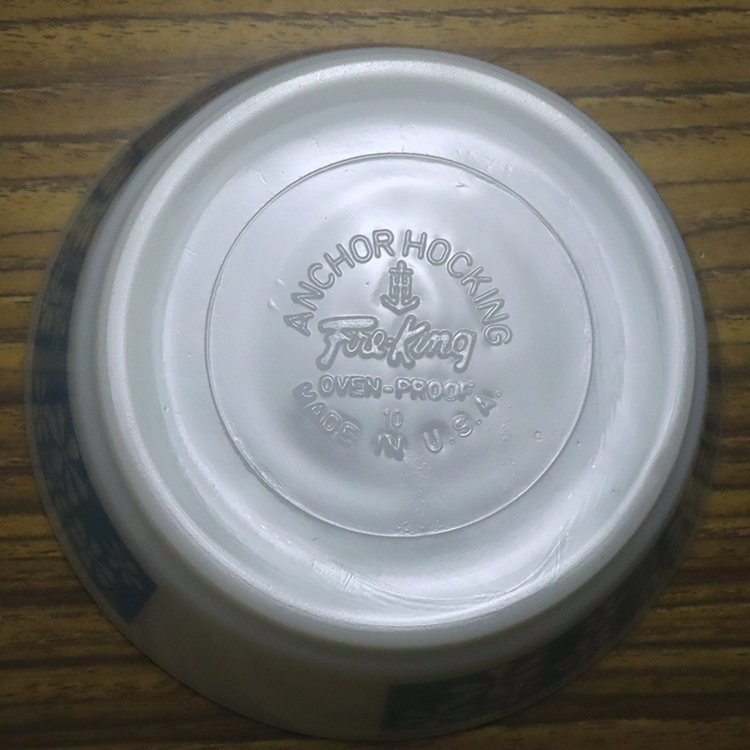 ANCHOR HOCKING
Fire-King
OVEN-PROOF
10
MADE IN U.S.A.